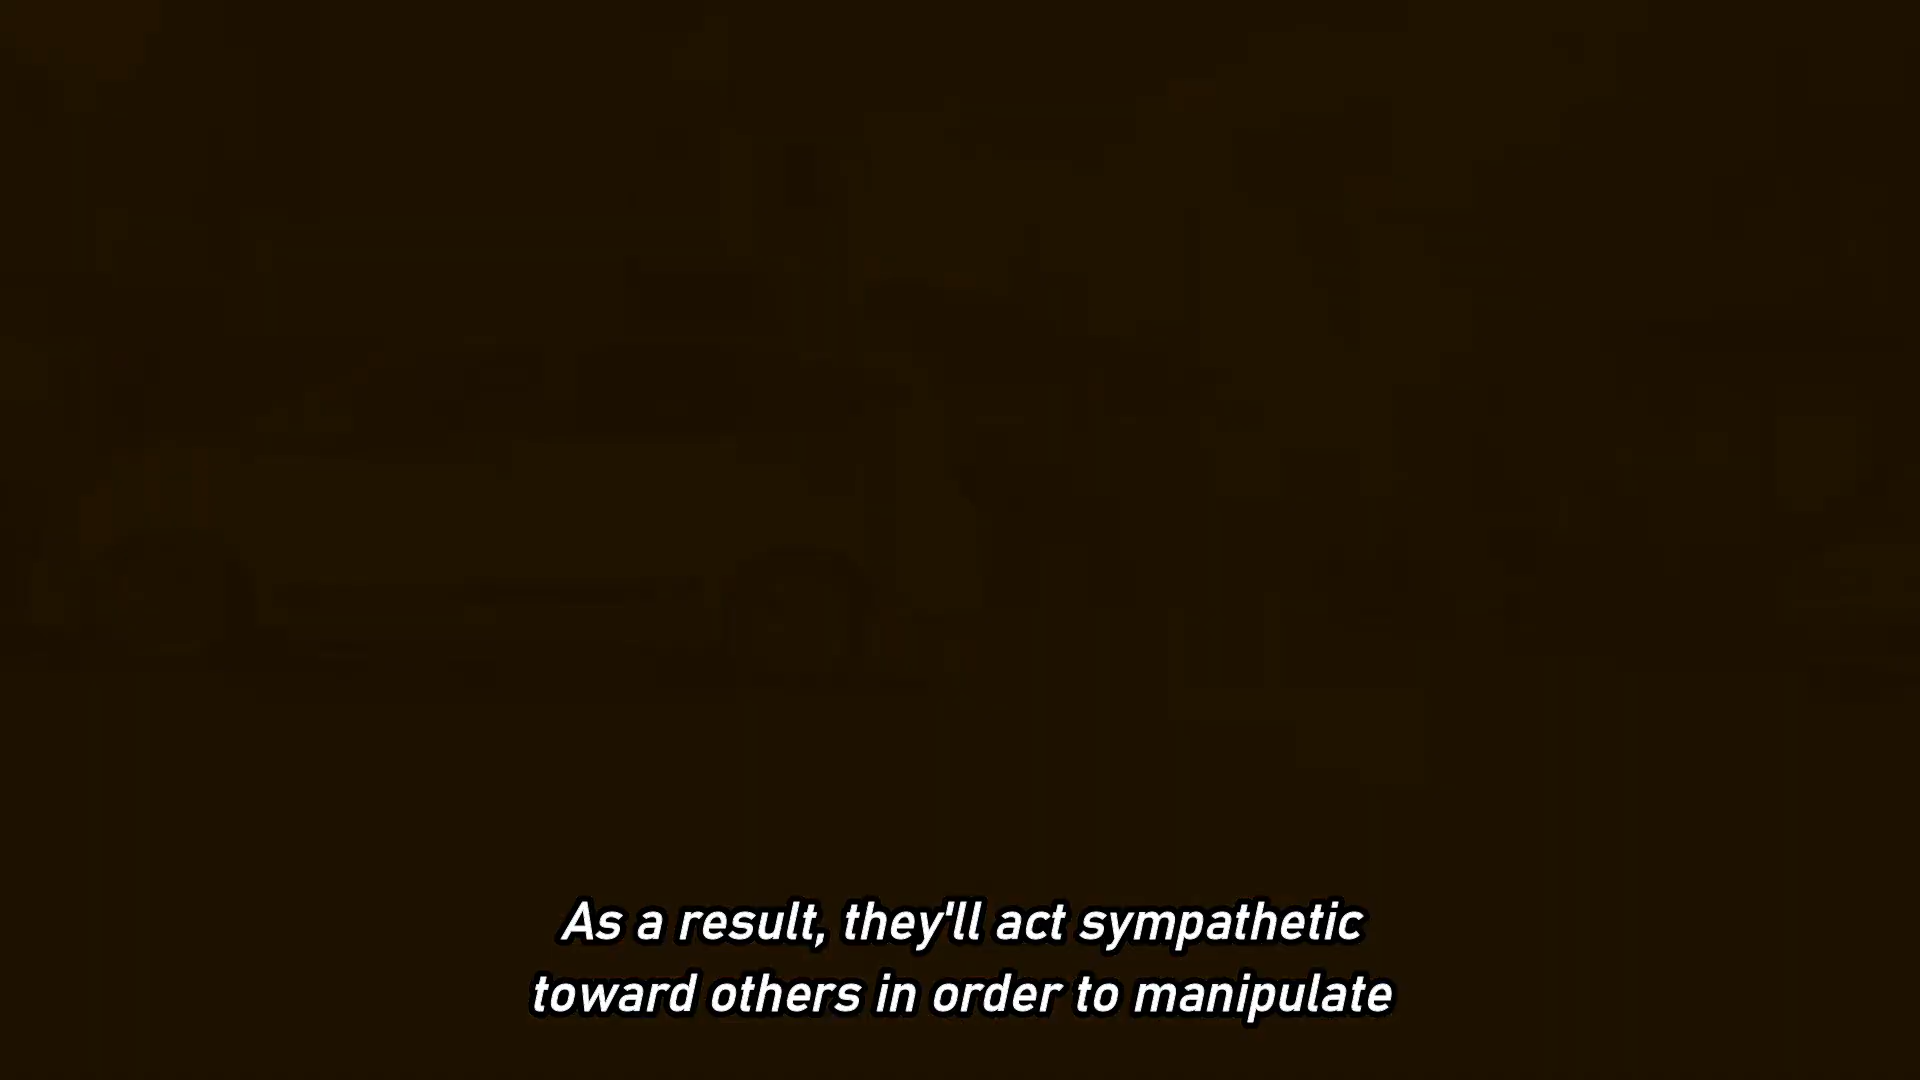 As a result, they'll act sympathetic
toward others in order to manipulate